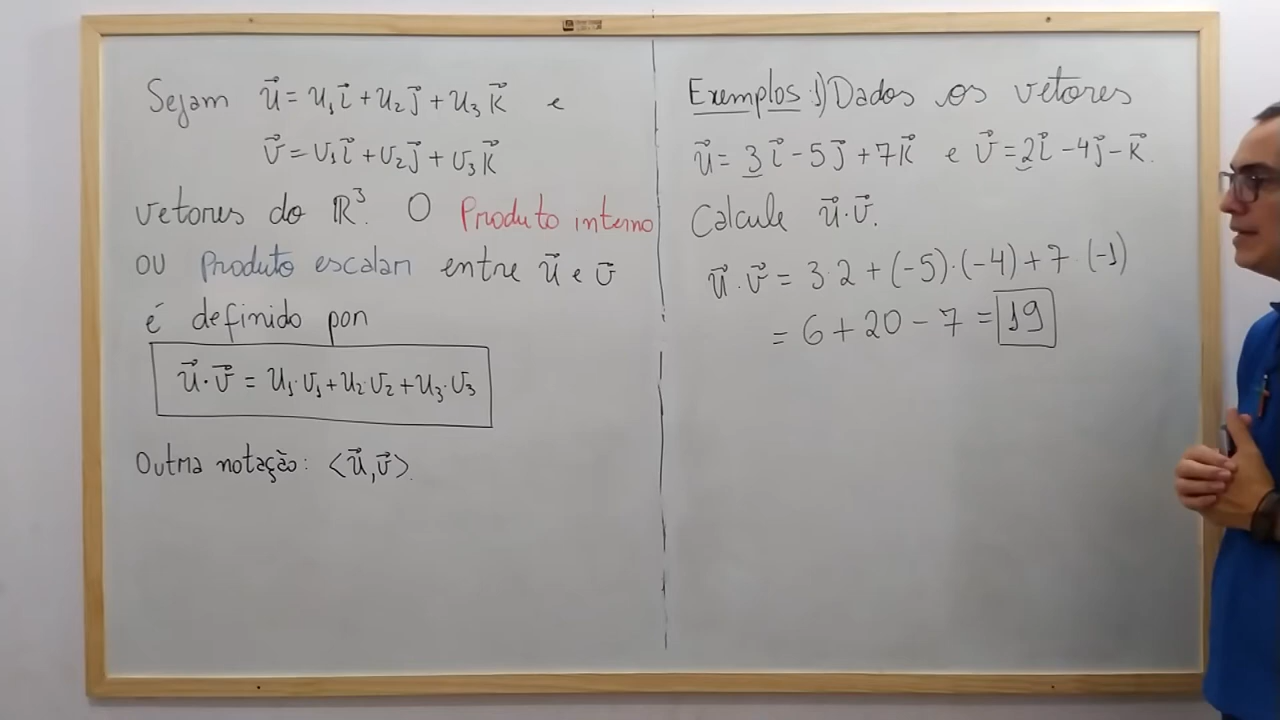 Sejam u⃗ = u₁i⃗ + u₂j⃗ + u₃k⃗ e
v⃗ = v₁i⃗ + v₂j⃗ + v₃k⃗
vetores do ℝ³. O Produto interno
ou Produto escalar entre u⃗ e v⃗
é definido por
u⃗ · v⃗ = u₁·v₁ + u₂·v₂ + u₃·v₃
Outra notação: <u⃗, v⃗>.
Exemplos: 1) Dados os vetores
u⃗ = 3i⃗ - 5j⃗ + 7k⃗ e v⃗ = 2i⃗ - 4j⃗ - k⃗.
Calcule u⃗ · v⃗.
u⃗ · v⃗ = 3·2 + (-5)·(-4) + 7·(-1)
= 6 + 20 - 7 = 19